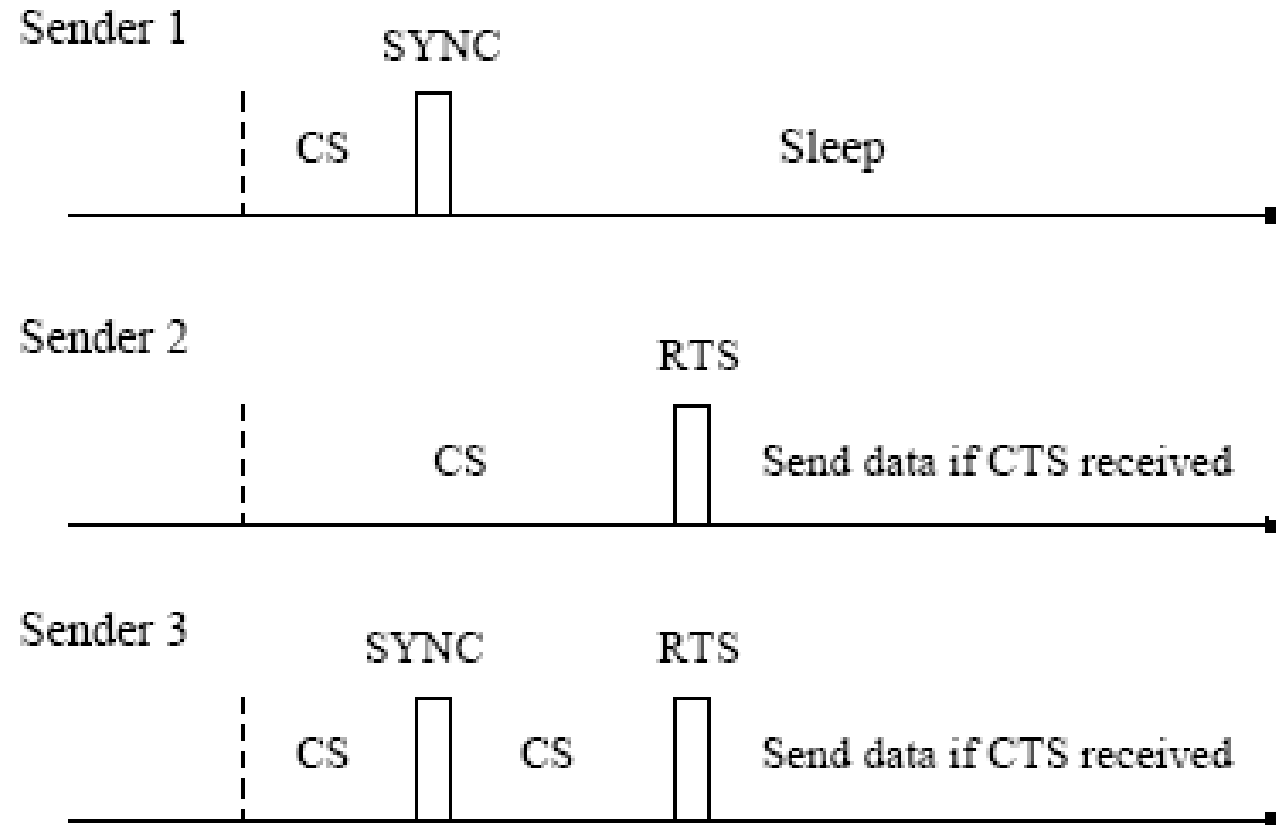 Sender 1
SYNC
CS
Sleep
Sender 2
RTS
CS
Send data if CTS received
Sender 3
SYNC
RTS
CS
CS
Send data if CTS received